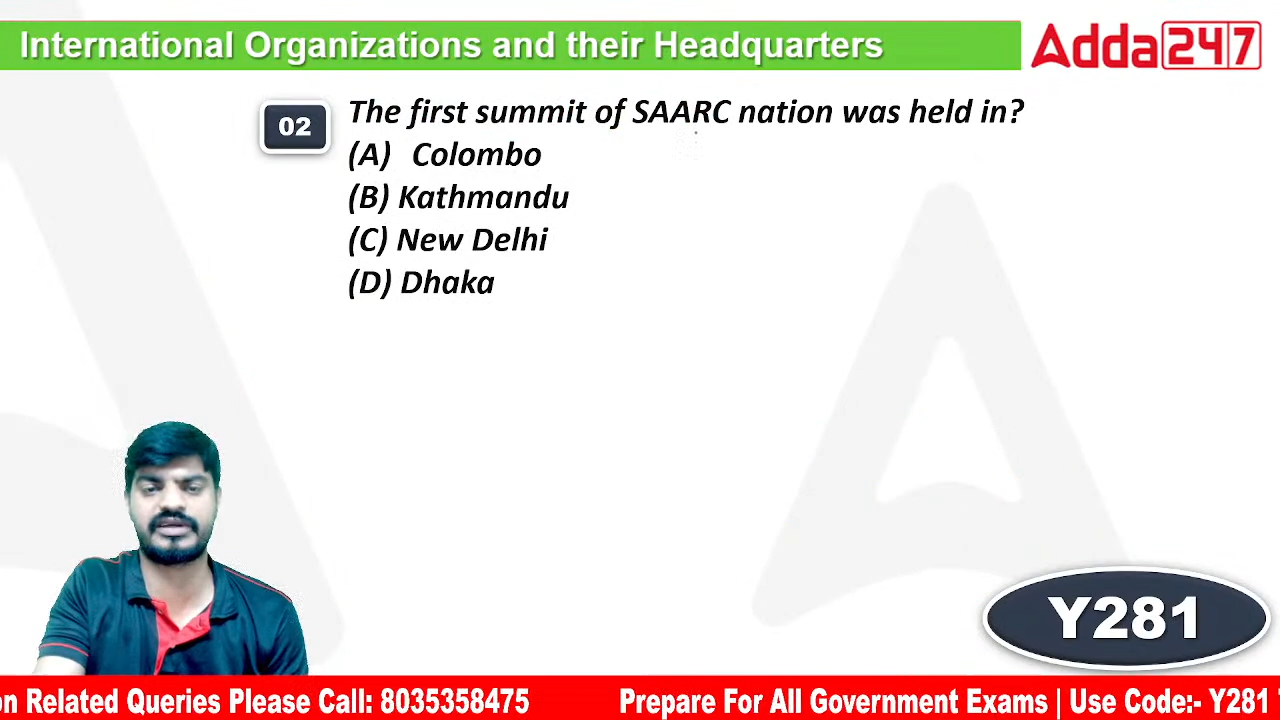 International Organizations and their Headquarters
Adda247
02
The first summit of SAARC nation was held in?
(A) Colombo
(B) Kathmandu
(C) New Delhi
(D) Dhaka
Y281
on Related Queries Please Call: 8035358475 Prepare For All Government Exams | Use Code:- Y281